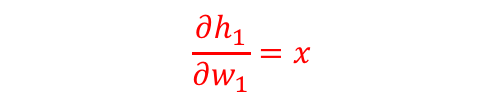 ∂h₁/∂w₁ = x